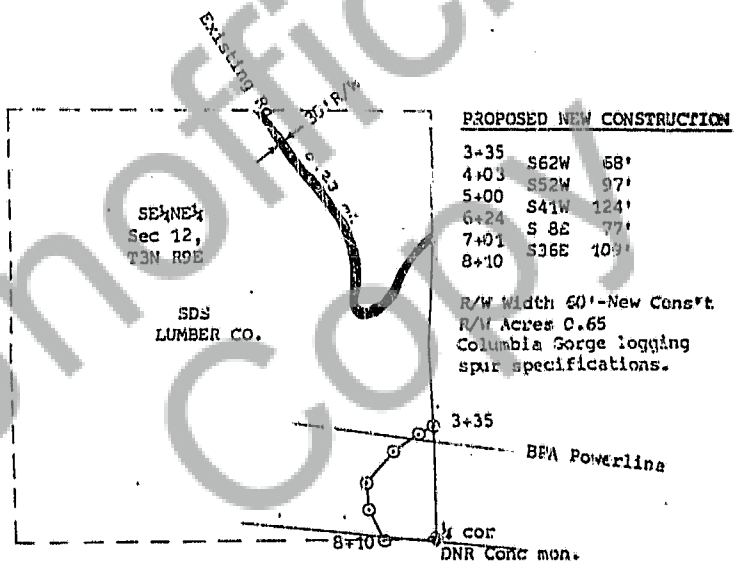 Existing Rd
30' R/W
0.23 mi.
SE¼NE¼
Sec 12,
T3N R9E
SDS
LUMBER CO.
PROPOSED NEW CONSTRUCTION
3+35
S62W 68'
4+03
S52W 97'
5+00
S41W 124'
6+24
S 8E 77'
7+01
S36E 109'
8+10
R/W Width 60'-New Cons't
R/W Acres 0.65
Columbia Gorge logging
spur specifications.
3+35
BPA Powerline
8+10
¼ cor
DNR Conc mon.
Unofficial
Copy